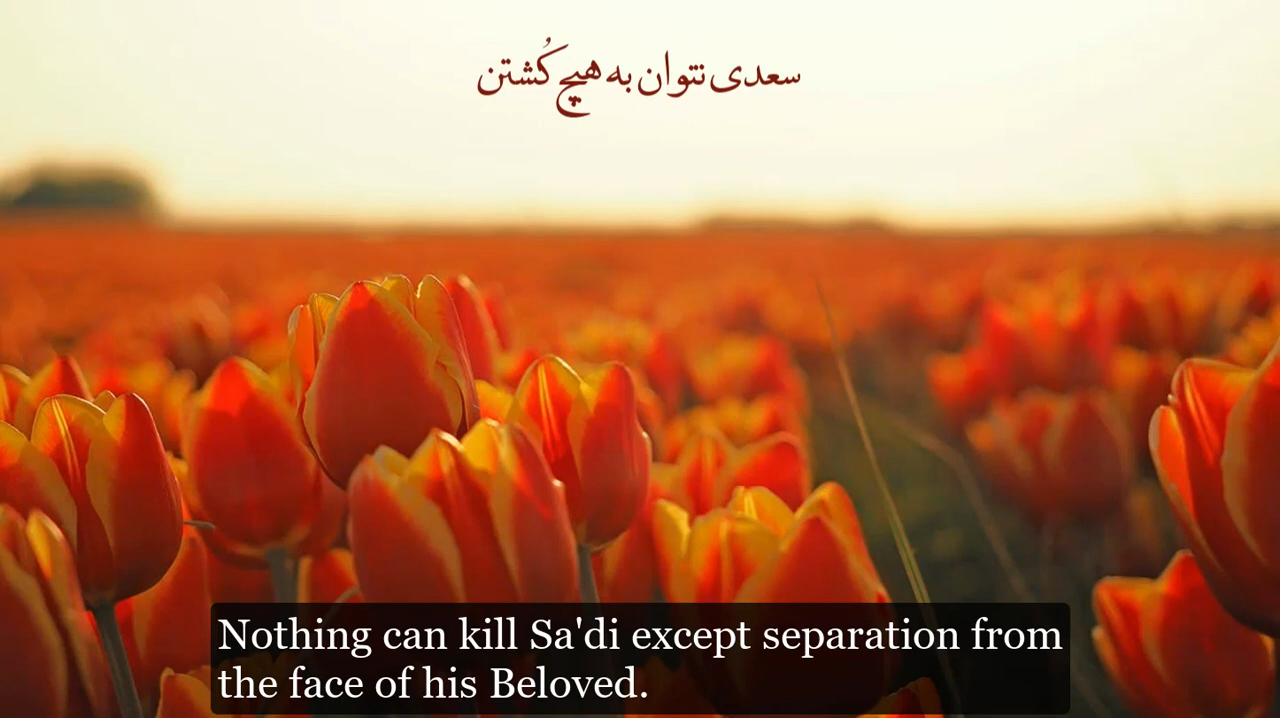 سعدی نتوان به هیچ کُشتن
Nothing can kill Sa'di except separation from
the face of his Beloved.